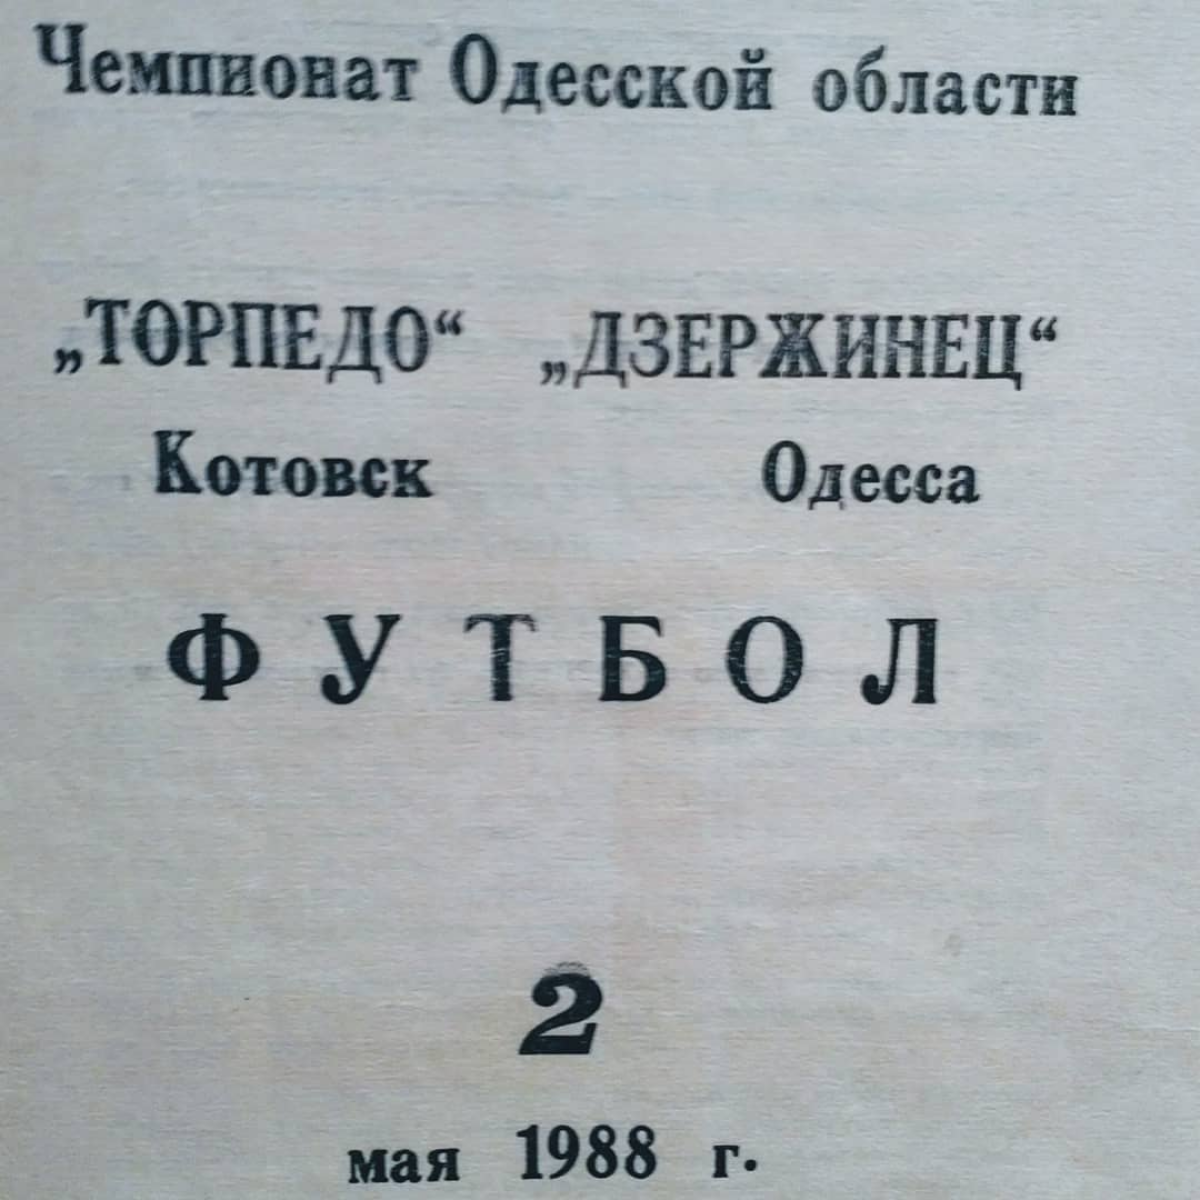 Чемпионат Одесской области
„ТОРПЕДО“ „ДЗЕРЖИНЕЦ“
Котовск Одесса
ФУТБОЛ
2
мая 1988 г.